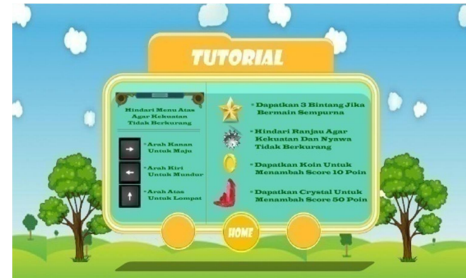 TUTORIAL
Hindari Menu Atas
Agar Kekuatan
Tidak Berkurang
- Arah Kanan
Untuk Maju
- Arah Kiri
Untuk Mundur
- Arah Atas
Untuk Lompat
- Dapatkan 3 Bintang Jika
Bermain Sempurna
- Hindari Ranjau Agar
Kekuatan Dan Nyawa
Tidak Berkurang
- Dapatkan Koin Untuk
Menambah Score 10 Poin
- Dapatkan Crystal Untuk
Menambah Score 50 Poin
HOME